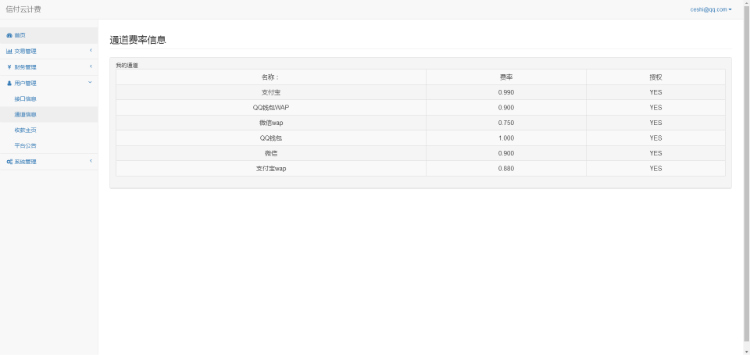 信付云计费
ceshi@qq.com
首页
交易管理
财务管理
用户管理
接口信息
通道信息
收款主页
平台公告
系统管理
通道费率信息
我的通道
名称： 费率 授权
支付宝 0.990 YES
QQ钱包WAP 0.900 YES
微信wap 0.750 YES
QQ钱包 1.000 YES
微信 0.900 YES
支付宝wap 0.880 YES